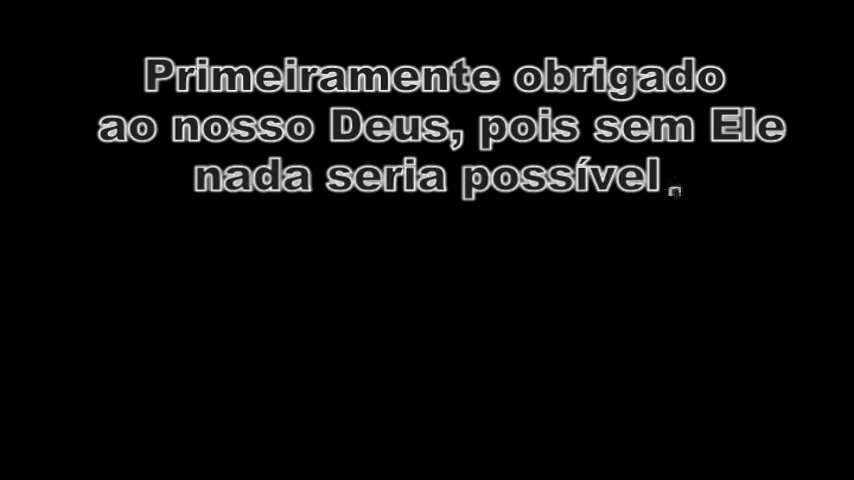 Primeiramente obrigado
ao nosso Deus, pois sem Ele
nada seria possível.